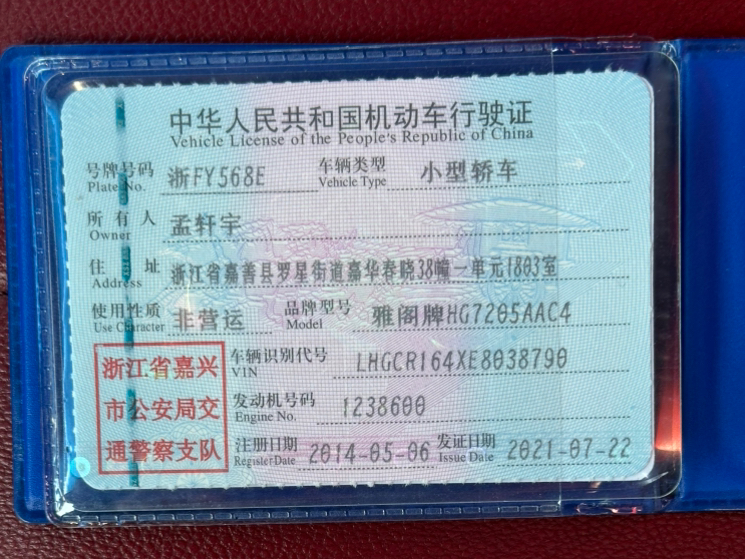 中华人民共和国机动车行驶证
Vehicle License of the People's Republic of China
号牌号码 浙FY568E 车辆类型 小型轿车
Plate No. Vehicle Type
所有人 孟轩宇
Owner
住址 浙江省嘉善县罗星街道嘉华春晓38幢一单元1803室
Address
使用性质 非营运 品牌型号 雅阁牌HG7205AAC4
Use Character Model
浙江省嘉兴 车辆识别代号 LHGCR164XE8038790
VIN
市公安局交 发动机号码 1238600
Engine No.
通警察支队 注册日期 2014-05-06 发证日期 2021-07-22
Register Date Issue Date